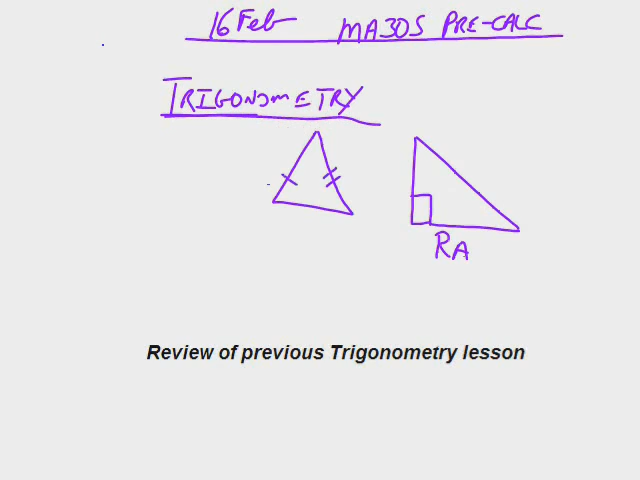 16 Feb MA30S PRE-CALC
TRIGONOMETRY
RA
Review of previous Trigonometry lesson